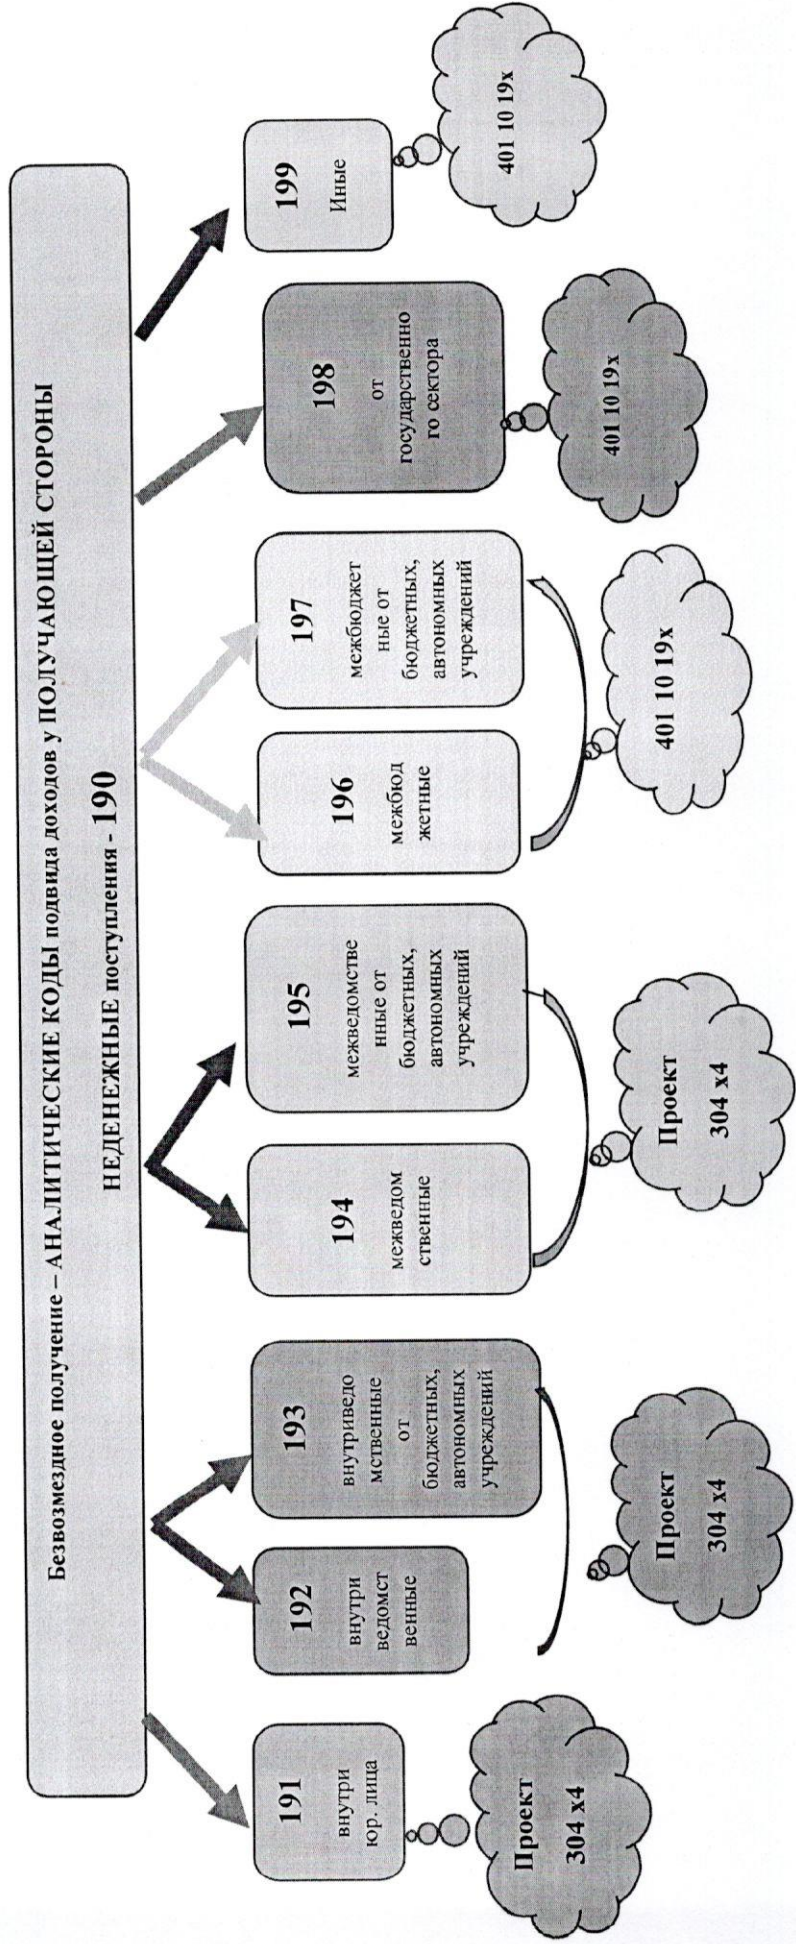 Безвозмездное получение – АНАЛИТИЧЕСКИЕ КОДЫ подвида доходов у ПОЛУЧАЮЩЕЙ СТОРОНЫ
НЕДЕНЕЖНЫЕ поступления - 190
191
внутри
юр. лица
Проект
304 х4
192
внутри
ведомст
венные
193
внутриведо
мственные
от
бюджетных,
автономных
учреждений
Проект
304 х4
194
межведом
ственные
195
межведомстве
нные от
бюджетных,
автономных
учреждений
Проект
304 х4
196
межбюд
жетные
197
межбюджет
ные от
бюджетных,
автономных
учреждений
401 10 19х
198
от
государственно
го сектора
401 10 19х
199
Иные
401 10 19х